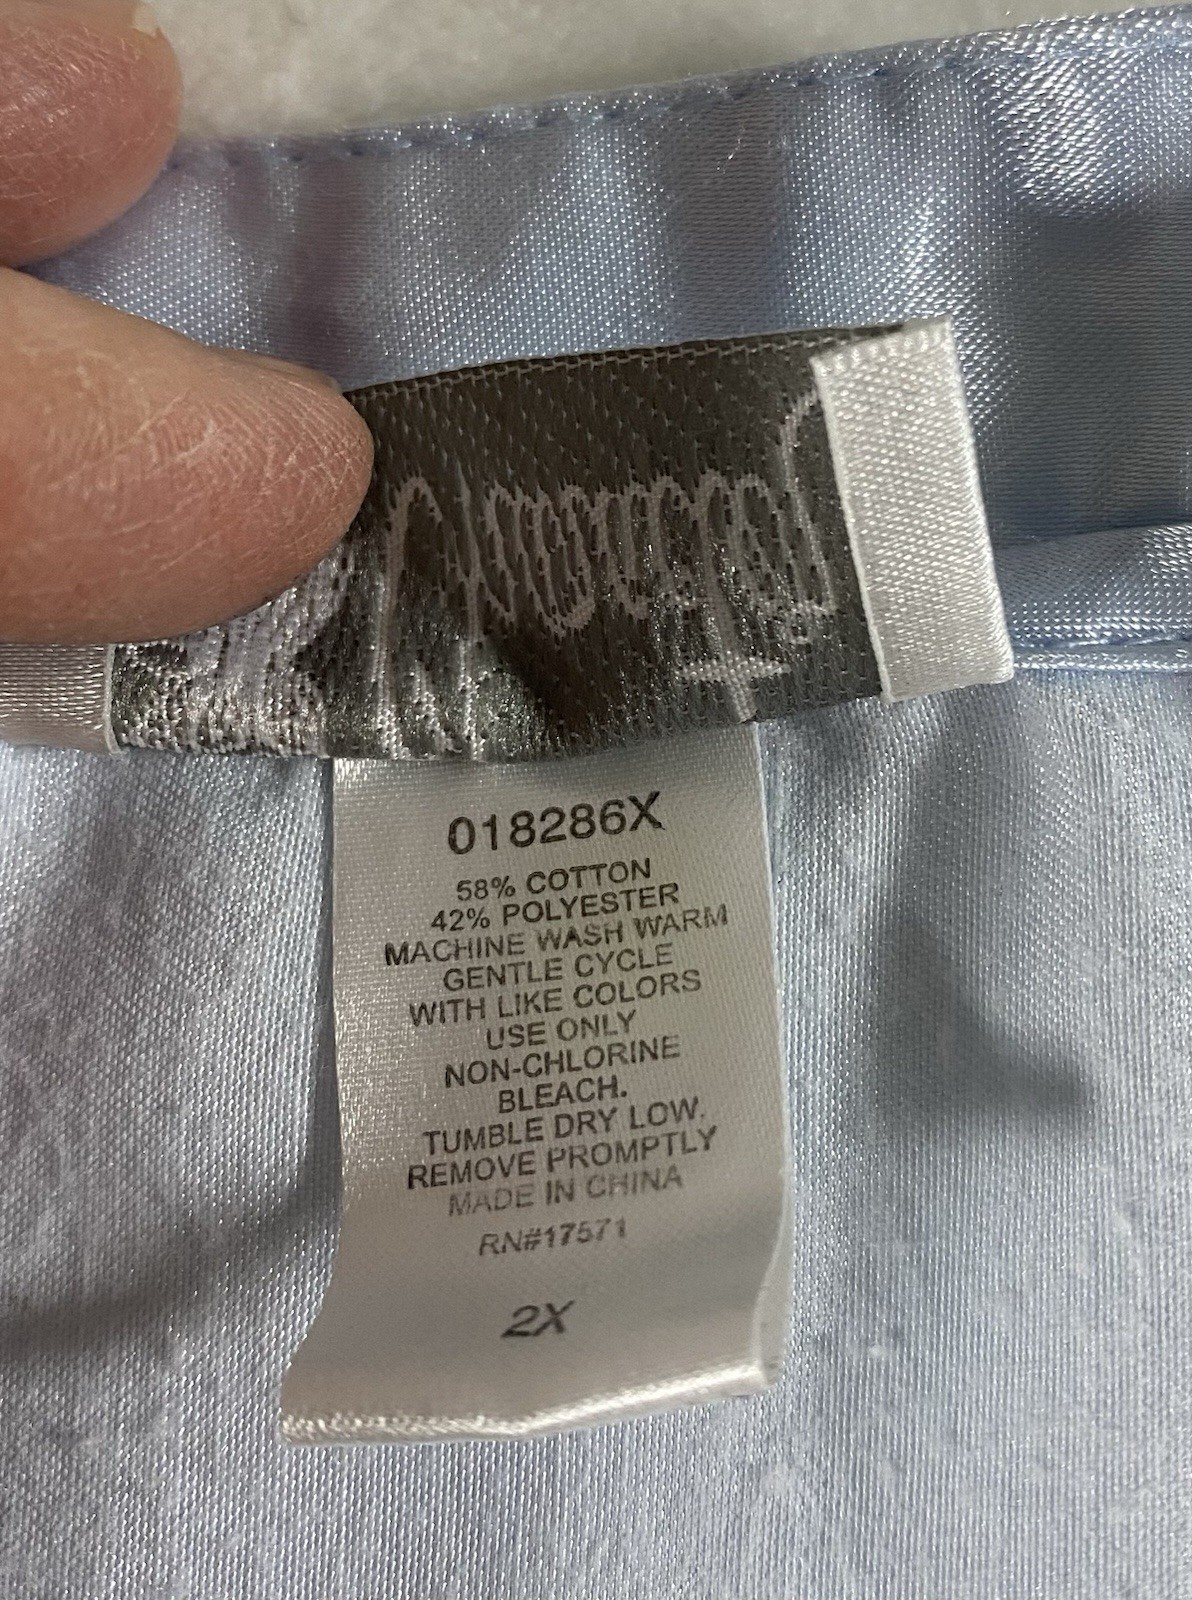 018286X
58% COTTON
42% POLYESTER
MACHINE WASH WARM
GENTLE CYCLE
WITH LIKE COLORS
USE ONLY
NON-CHLORINE
BLEACH.
TUMBLE DRY LOW.
REMOVE PROMPTLY
MADE IN CHINA
RN#17571
2X